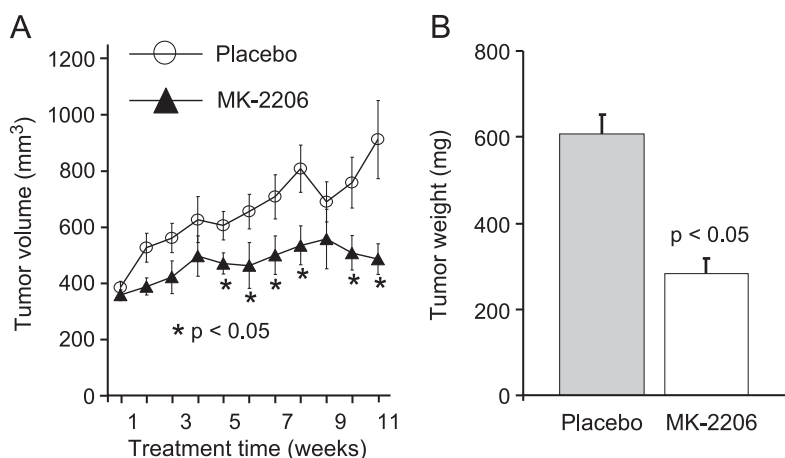 A
Placebo
MK-2206
Tumor volume (mm3)
1200
1000
800
600
400
200
0
* * * * * *
* p < 0.05
1 3 5 7 9 11
Treatment time (weeks)
B
Tumor weight (mg)
800
600
400
200
0
p < 0.05
Placebo MK-2206